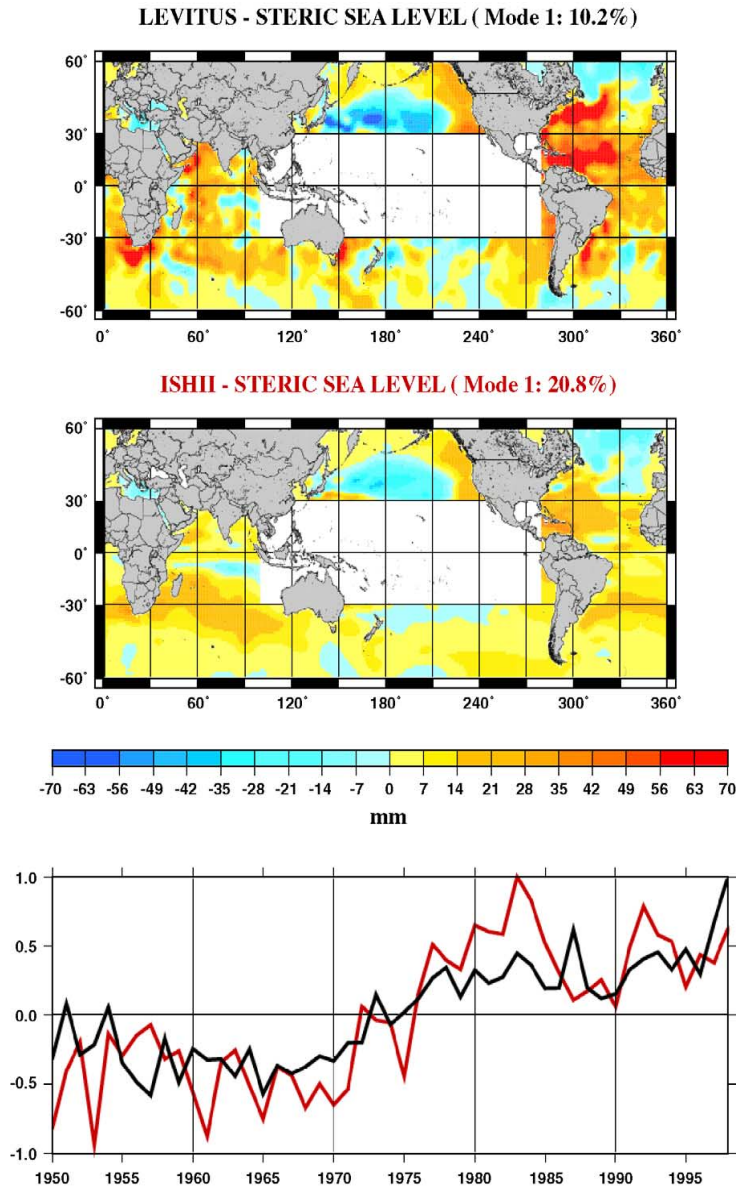 LEVITUS - STERIC SEA LEVEL ( Mode 1: 10.2%)
60˚
30˚
0˚
-30˚
-60˚
0˚ 60˚ 120˚ 180˚ 240˚ 300˚ 360˚
ISHII - STERIC SEA LEVEL ( Mode 1: 20.8%)
60˚
30˚
0˚
-30˚
-60˚
0˚ 60˚ 120˚ 180˚ 240˚ 300˚ 360˚
-70 -63 -56 -49 -42 -35 -28 -21 -14 -7 0 7 14 21 28 35 42 49 56 63 70
mm
1.0
0.5
0.0
-0.5
-1.0
1950 1955 1960 1965 1970 1975 1980 1985 1990 1995